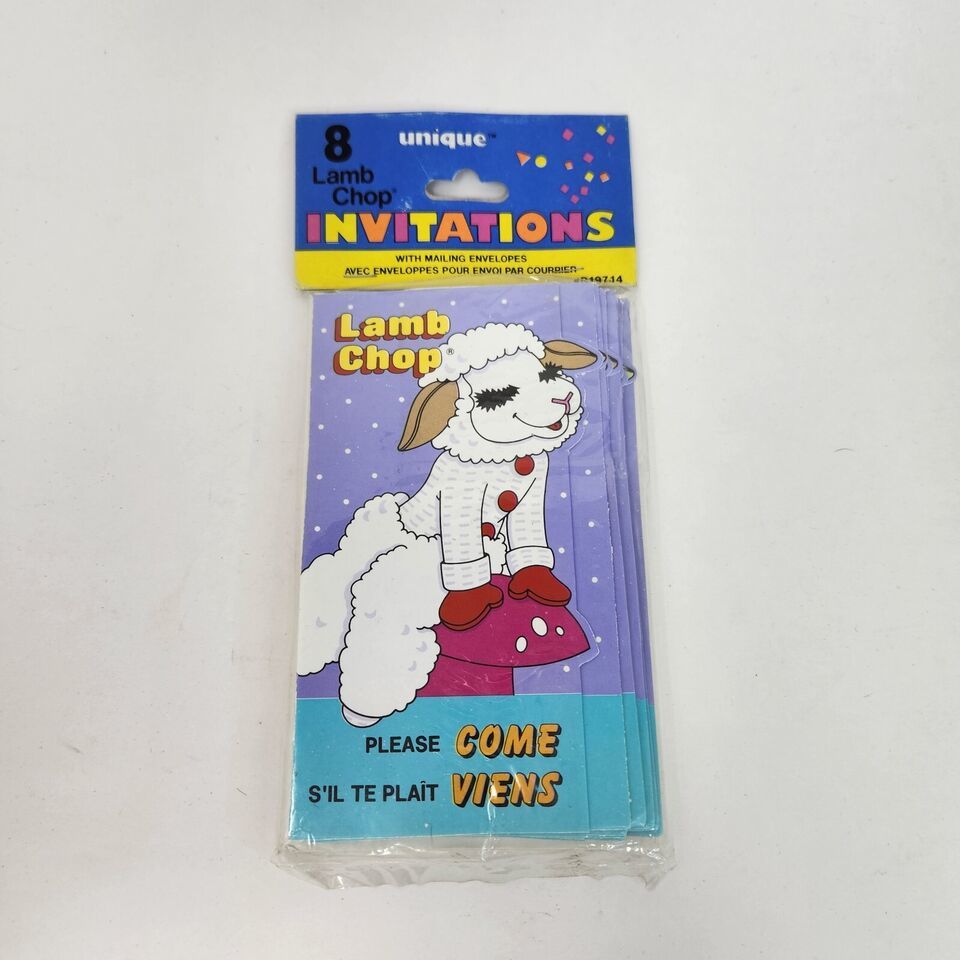 8
unique™
Lamb
Chop®
INVITATIONS
WITH MAILING ENVELOPES
AVEC ENVELOPPES POUR ENVOI PAR COURRIER
Lamb
Chop®
PLEASE COME
S'IL TE PLAÎT VIENS